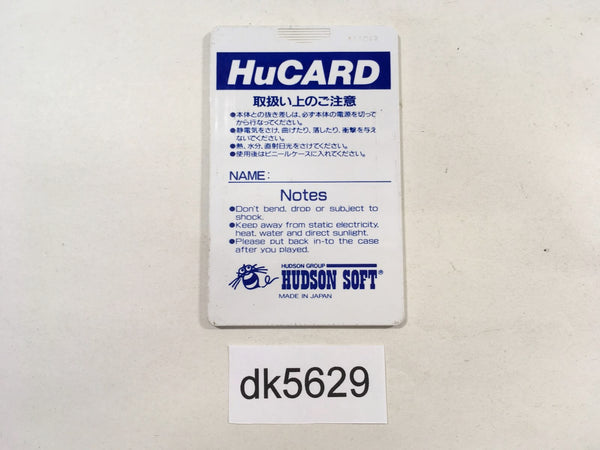 HuCARD
取扱い上のご注意
●本体との抜き差しは、必ず本体の電源を切って
から行なってください。
●静電気をさけ、曲げたり、落したり、衝撃を与え
ないでください。
●熱、水分、直射日光をさけてください。
●使用後はビニールケースに入れてください。
NAME:
Notes
●Don't bend, drop or subject to
shock.
●Keep away from static electricity,
heat, water and direct sunlight.
●Please put back in-to the case
after you played.
HUDSON GROUP
HUDSON SOFT®
MADE IN JAPAN
dk5629